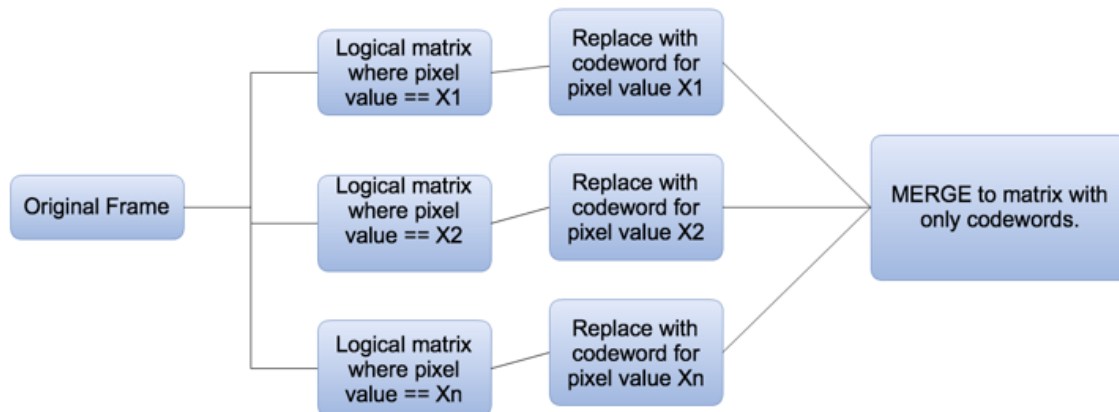 Original Frame
Logical matrix
where pixel
value == X1
Replace with
codeword for
pixel value X1
Logical matrix
where pixel
value == X2
Replace with
codeword for
pixel value X2
Logical matrix
where pixel
value == Xn
Replace with
codeword for
pixel value Xn
MERGE to matrix with
only codewords.